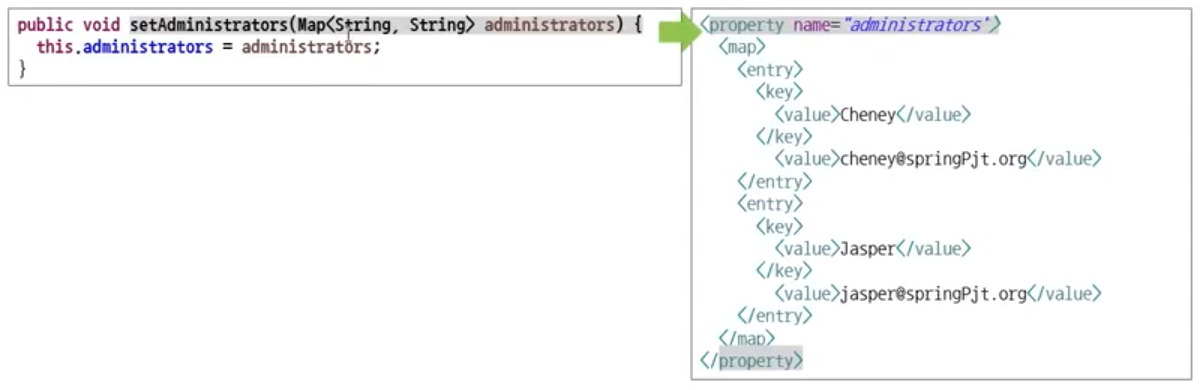 public void setAdministrators(Map<String, String> administrators) {
this.administrators = administrators;
}
<property name="administrators">
<map>
<entry>
<key>
<value>Cheney</value>
</key>
<value>cheney@springPjt.org</value>
</entry>
<entry>
<key>
<value>Jasper</value>
</key>
<value>jasper@springPjt.org</value>
</entry>
</map>
</property>